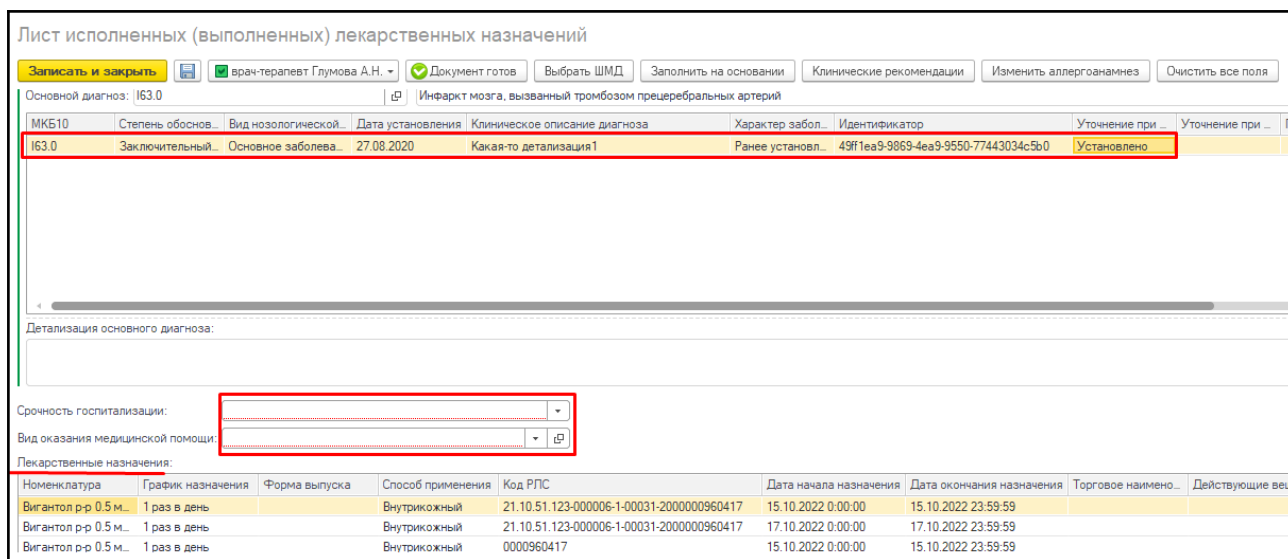 Лист исполненных (выполненных) лекарственных назначений
Записать и закрыть врач-терапевт Глумова А.Н. Документ готов Выбрать ШМД Заполнить на основании Клинические рекомендации Изменить аллергоанамнез Очистить все поля
Основной диагноз: I63.0 Инфаркт мозга, вызванный тромбозом прецеребральных артерий
МКБ10 Степень обоснов... Вид нозологической... Дата установления Клиническое описание диагноза Характер забол... Идентификатор Уточнение при ... Уточнение при ...
I63.0 Заключительный... Основное заболева... 27.08.2020 Какая-то детализация1 Ранее установл... 49ff1ea9-9869-4ea9-9550-77443034c5b0 Установлено
Детализация основного диагноза:
Срочность госпитализации:
Вид оказания медицинской помощи:
Лекарственные назначения:
Номенклатура График назначения Форма выпуска Способ применения Код РЛС Дата начала назначения Дата окончания назначения Торговое наимено... Действующие вещ
Вигантол р-р 0.5 м... 1 раз в день Внутрикожный 21.10.51.123-000006-1-00031-2000000960417 15.10.2022 0:00:00 15.10.2022 23:59:59
Вигантол р-р 0.5 м... 1 раз в день Внутрикожный 21.10.51.123-000006-1-00031-2000000960417 17.10.2022 0:00:00 17.10.2022 23:59:59
Вигантол р-р 0.5 м... 1 раз в день Внутрикожный 0000960417 15.10.2022 0:00:00 15.10.2022 23:59:59